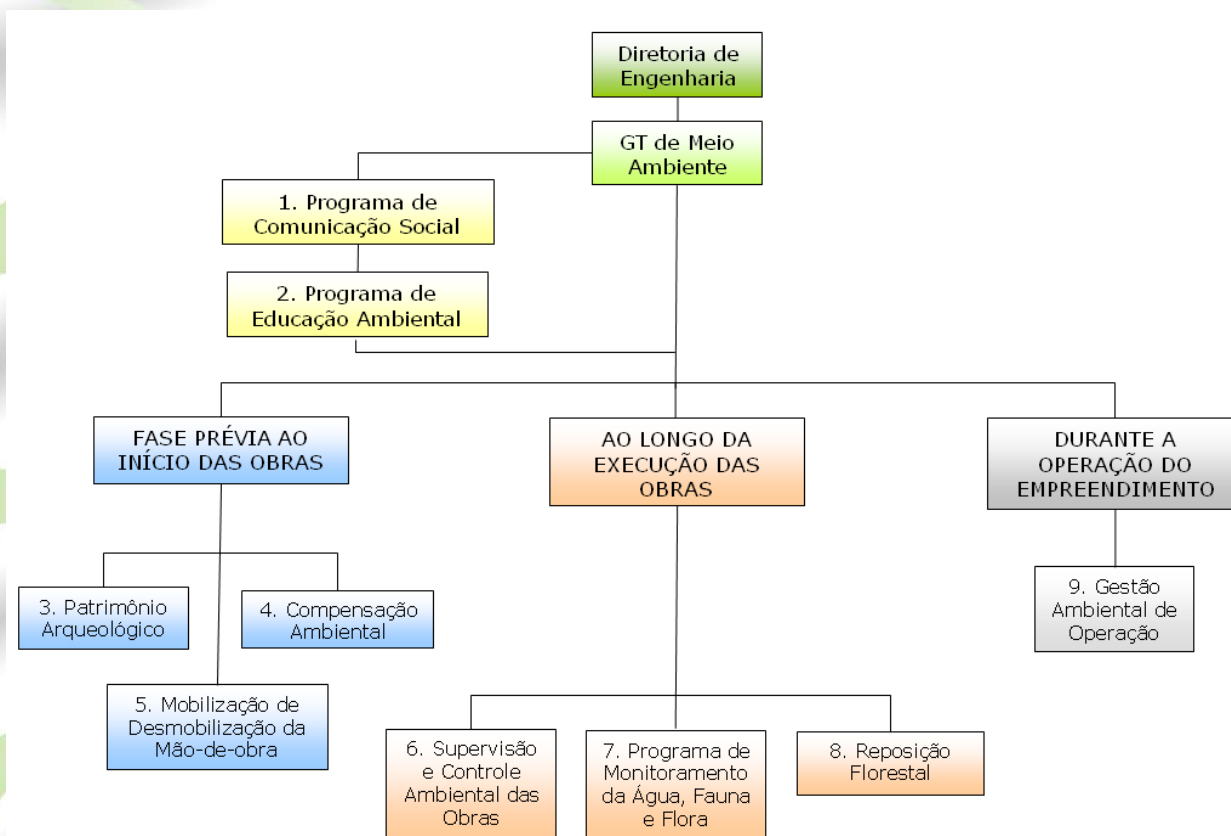 Diretoria de
Engenharia
GT de Meio
Ambiente
1. Programa de
Comunicação Social
2. Programa de
Educação Ambiental
FASE PRÉVIA AO
INÍCIO DAS OBRAS
AO LONGO DA
EXECUÇÃO DAS
OBRAS
DURANTE A
OPERAÇÃO DO
EMPREENDIMENTO
3. Patrimônio
Arqueológico
4. Compensação
Ambiental
5. Mobilização de
Desmobilização da
Mão-de-obra
6. Supervisão
e Controle
Ambiental das
Obras
7. Programa de
Monitoramento
da Água, Fauna
e Flora
8. Reposição
Florestal
9. Gestão
Ambiental de
Operação